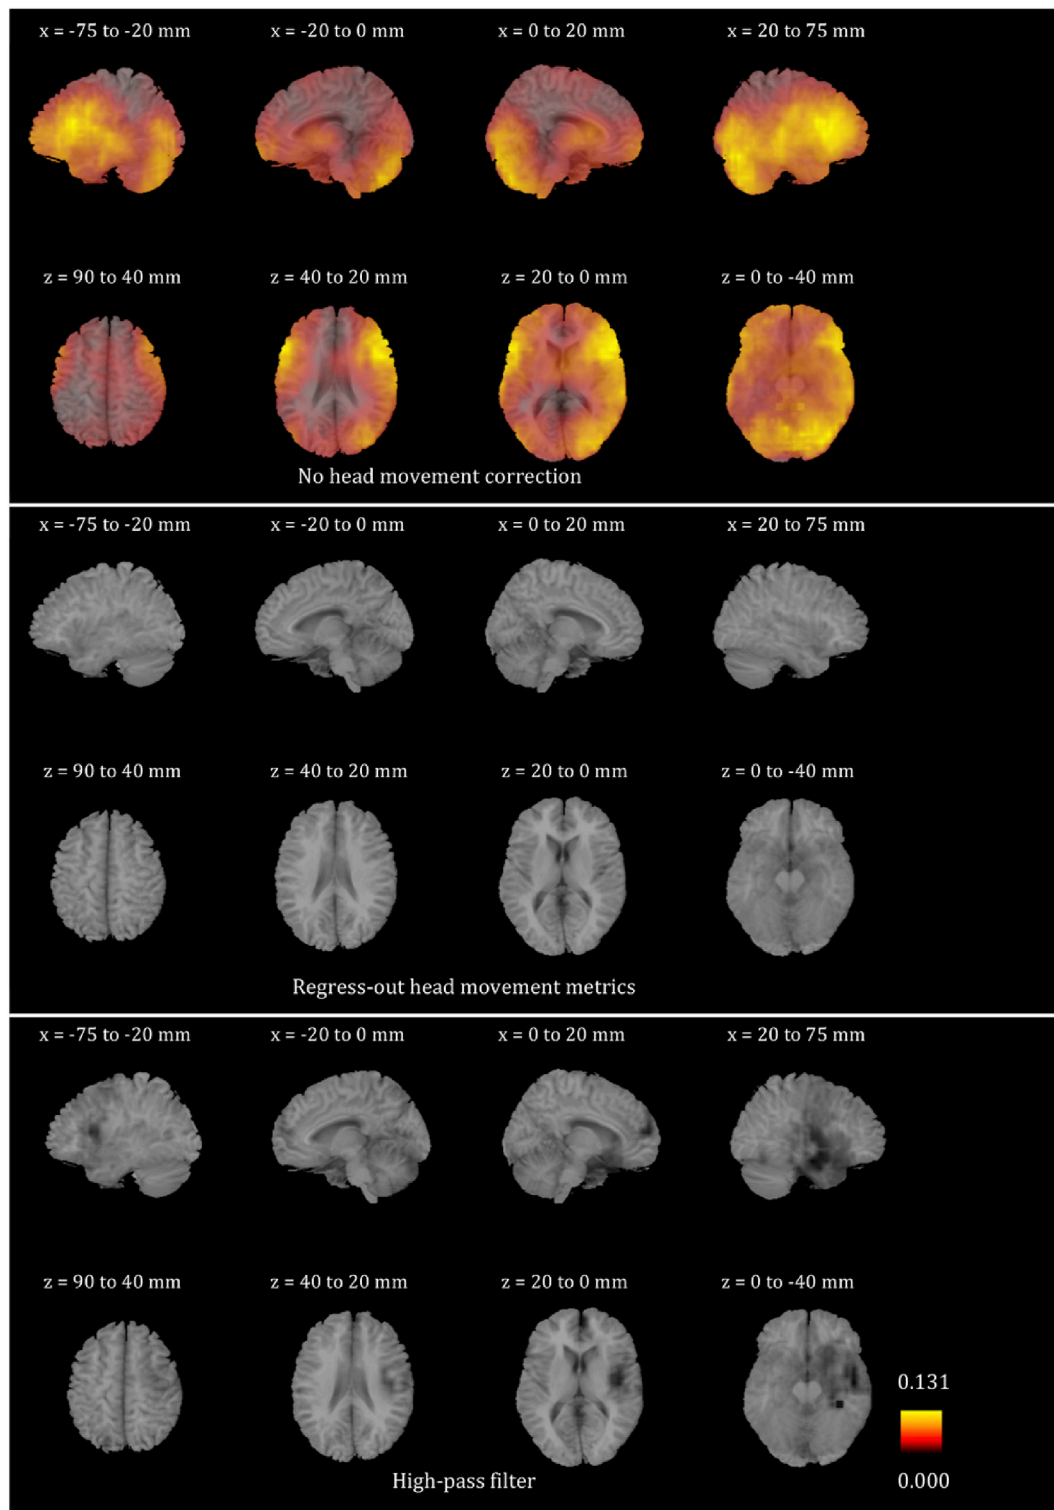 x = -75 to -20 mm x = -20 to 0 mm x = 0 to 20 mm x = 20 to 75 mm
z = 90 to 40 mm z = 40 to 20 mm z = 20 to 0 mm z = 0 to -40 mm
No head movement correction
x = -75 to -20 mm x = -20 to 0 mm x = 0 to 20 mm x = 20 to 75 mm
z = 90 to 40 mm z = 40 to 20 mm z = 20 to 0 mm z = 0 to -40 mm
Regress-out head movement metrics
x = -75 to -20 mm x = -20 to 0 mm x = 0 to 20 mm x = 20 to 75 mm
z = 90 to 40 mm z = 40 to 20 mm z = 20 to 0 mm z = 0 to -40 mm
0.131
0.000
High-pass filter